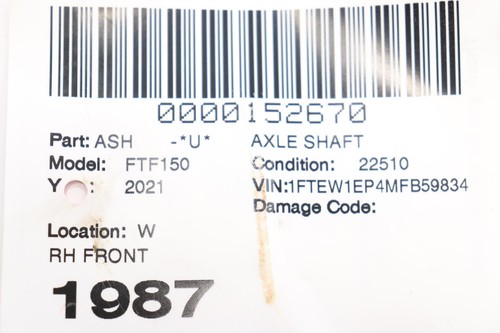 0000152670
Part: ASH -*U* AXLE SHAFT
Model: FTF150 Condition: 22510
Y : 2021 VIN:1FTEW1EP4MFB59834
Damage Code:
Location: W
RH FRONT
1987